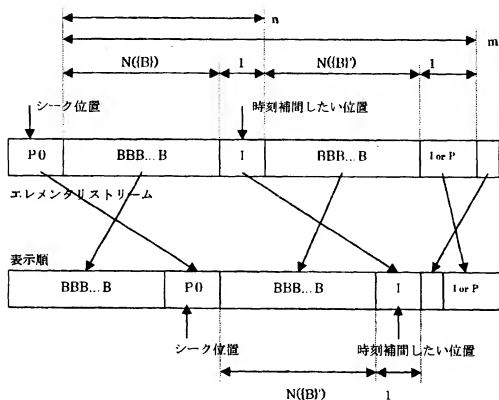 n
m
N({B}) 1 N({B}') 1
シーク位置 時刻補間したい位置
P0 BBB...B I BBB...B I or P
エレメンタリストリーム
表示順
BBB...B P0 BBB...B I I or P
シーク位置 時刻補間したい位置
N({B}') 1